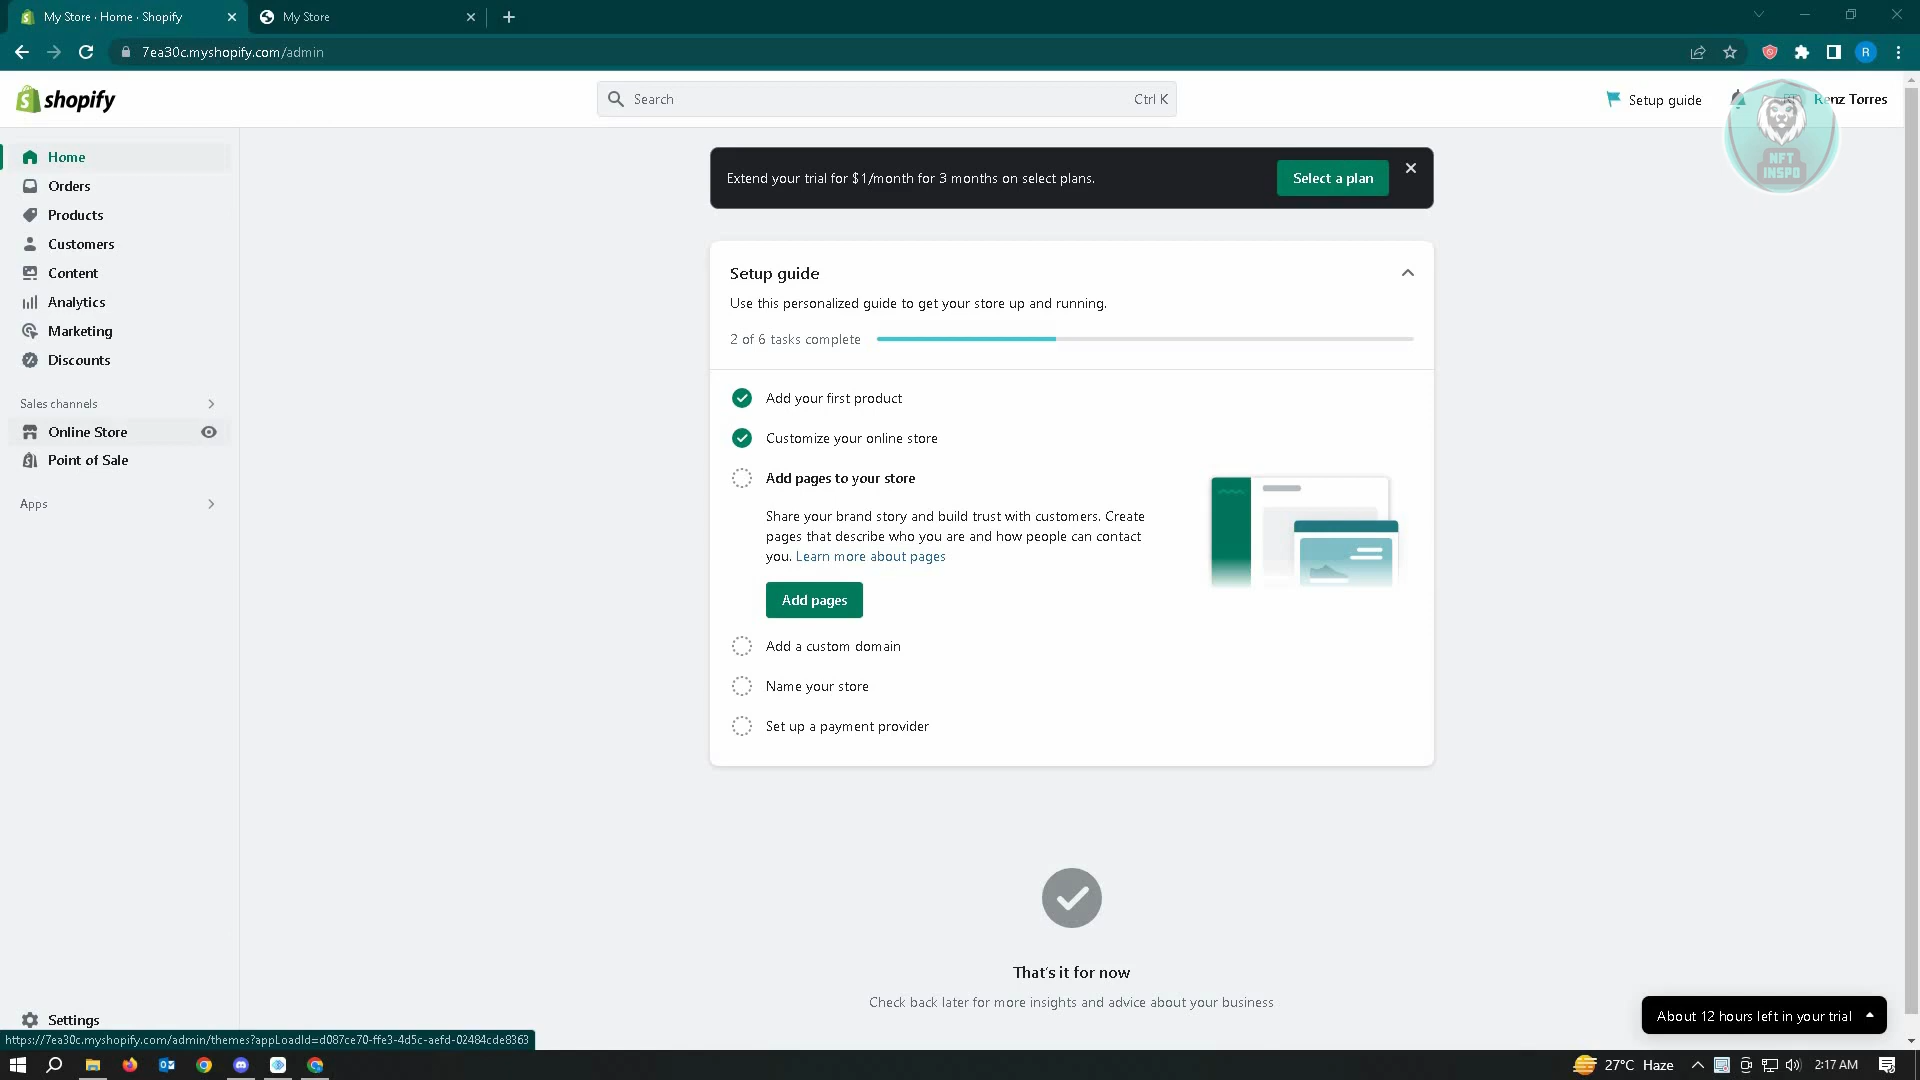 My Store · Home · Shopify
My Store
7ea30c.myshopify.com/admin
R
shopify
Search
Ctrl K
Setup guide
Renz Torres
NFT
INSPO
Home
Orders
Products
Customers
Content
Analytics
Marketing
Discounts
Sales channels
Online Store
Point of Sale
Apps
Settings
Extend your trial for $1/month for 3 months on select plans.
Select a plan
Setup guide
Use this personalized guide to get your store up and running.
2 of 6 tasks complete
Add your first product
Customize your online store
Add pages to your store
Share your brand story and build trust with customers. Create
pages that describe who you are and how people can contact
you. Learn more about pages
Add pages
Add a custom domain
Name your store
Set up a payment provider
That's it for now
Check back later for more insights and advice about your business
About 12 hours left in your trial
https://7ea30c.myshopify.com/admin/themes?appLoadId=d087ce70-ffe3-4d5c-aefd-02484cde8363
27°C Haze
2:17 AM